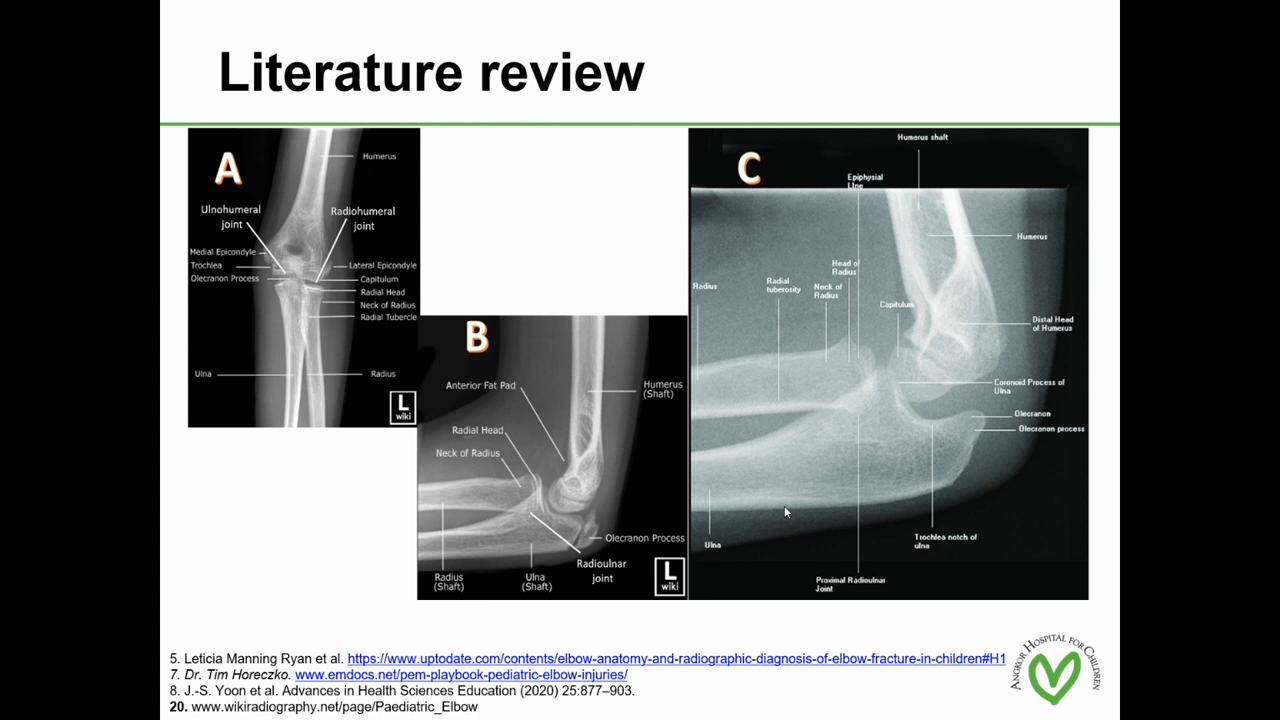 Literature review
A
Humerus
Ulnohumeral
joint
Radiohumeral
joint
Medial Epicondyle
Trochlea
Olecranon Process
Lateral Epicondyle
Capitulum
Radial Head
Neck of Radius
Radial Tubercle
Ulna
Radius
L
wiki
B
Anterior Fat Pad
Humerus
(Shaft)
Radial Head
Neck of Radius
Olecranon Process
Radioulnar
joint
Radius
(Shaft)
Ulna
(Shaft)
L
wiki
C
Humerus shaft
Epiphysial
Line
Humerus
Head of
Radius
Radius
Radial
tuberosity
Neck of
Radius
Capitulum
Distal Head
of Humerus
Coronoid Process of
Ulna
Olecranon
Olecranon process
Ulna
Trochlea notch of
ulna
Proximal Radioulnar
Joint
5. Leticia Manning Ryan et al. https://www.uptodate.com/contents/elbow-anatomy-and-radiographic-diagnosis-of-elbow-fracture-in-children#H1
7. Dr. Tim Horeczko. www.emdocs.net/pem-playbook-pediatric-elbow-injuries/
8. J.-S. Yoon et al. Advances in Health Sciences Education (2020) 25:877–903.
20. www.wikiradiography.net/page/Paediatric_Elbow
ANGKOR HOSPITAL FOR CHILDREN